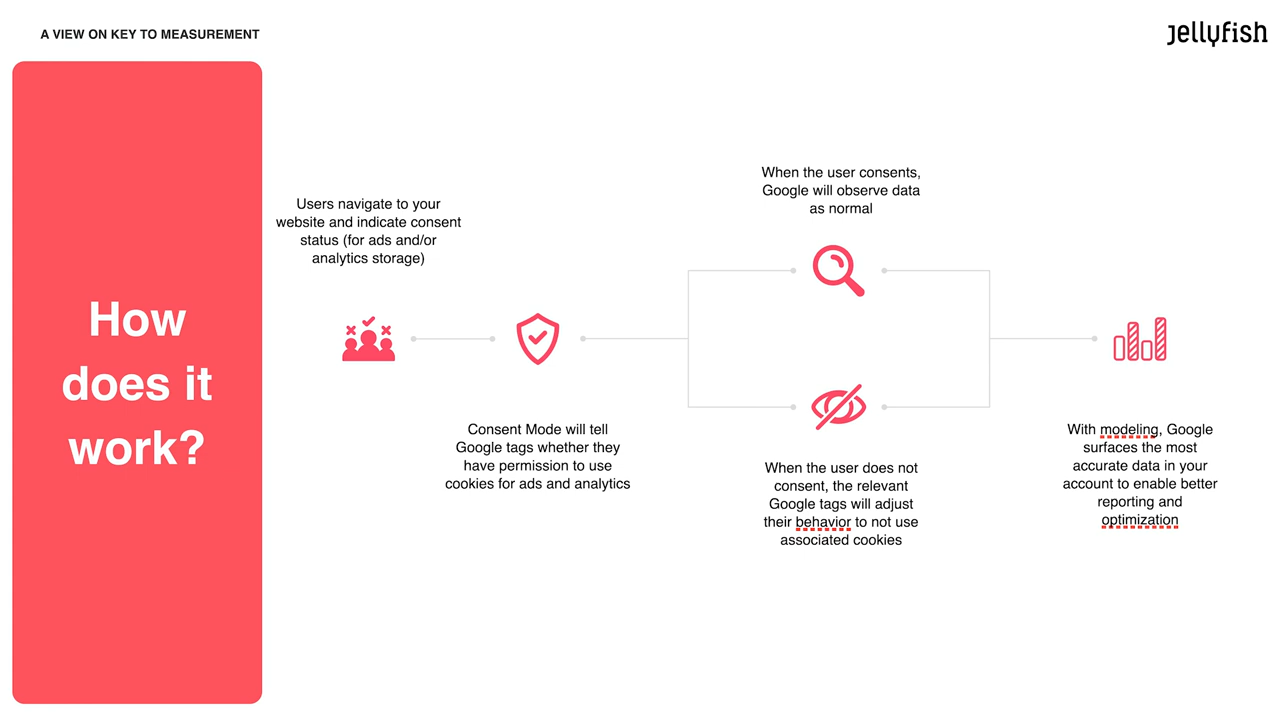 A VIEW ON KEY TO MEASUREMENT
jellyfish
How
does it
work?
Users navigate to your
website and indicate consent
status (for ads and/or
analytics storage)
Consent Mode will tell
Google tags whether they
have permission to use
cookies for ads and analytics
When the user consents,
Google will observe data
as normal
When the user does not
consent, the relevant
Google tags will adjust
their behavior to not use
associated cookies
With modeling, Google
surfaces the most
accurate data in your
account to enable better
reporting and
optimization